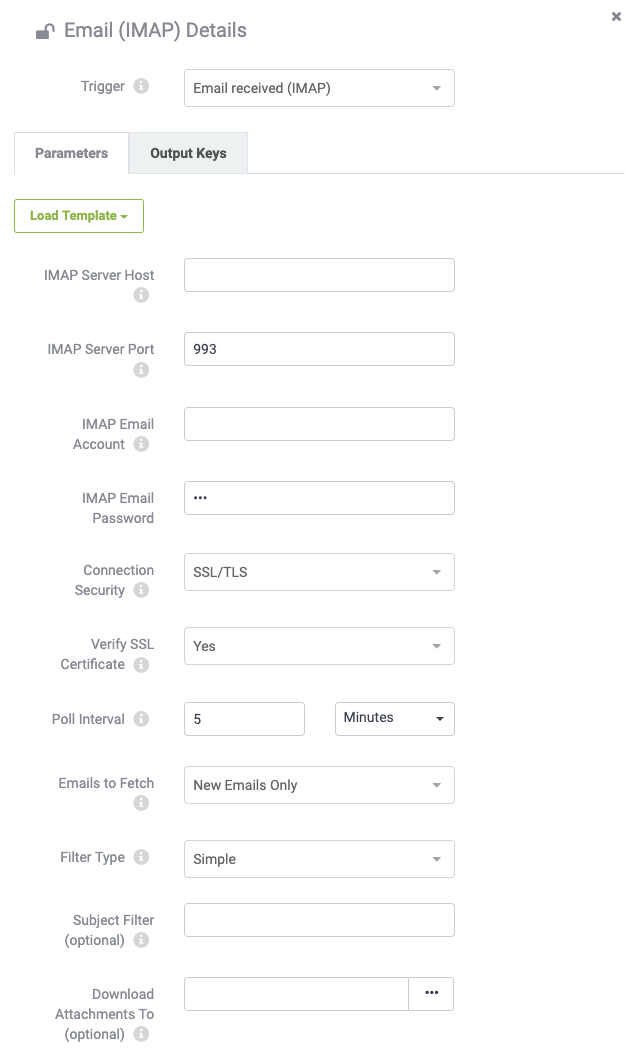 Email (IMAP) Details
Trigger
Email received (IMAP)
Parameters
Output Keys
Load Template
IMAP Server Host
IMAP Server Port
993
IMAP Email
Account
IMAP Email
Password
•••
Connection
Security
SSL/TLS
Verify SSL
Certificate
Yes
Poll Interval
5
Minutes
Emails to Fetch
New Emails Only
Filter Type
Simple
Subject Filter
(optional)
Download
Attachments To
(optional)
•••